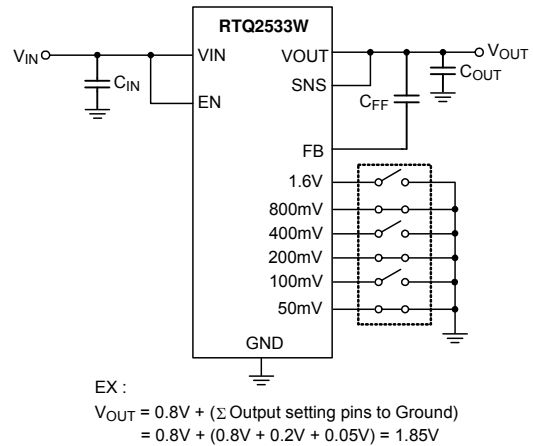 RTQ2533W
VIN
VIN
VOUT
VOUT
CIN
SNS
COUT
EN
CFF
FB
1.6V
800mV
400mV
200mV
100mV
50mV
GND
EX :
VOUT = 0.8V + (Σ Output setting pins to Ground)
= 0.8V + (0.8V + 0.2V + 0.05V) = 1.85V